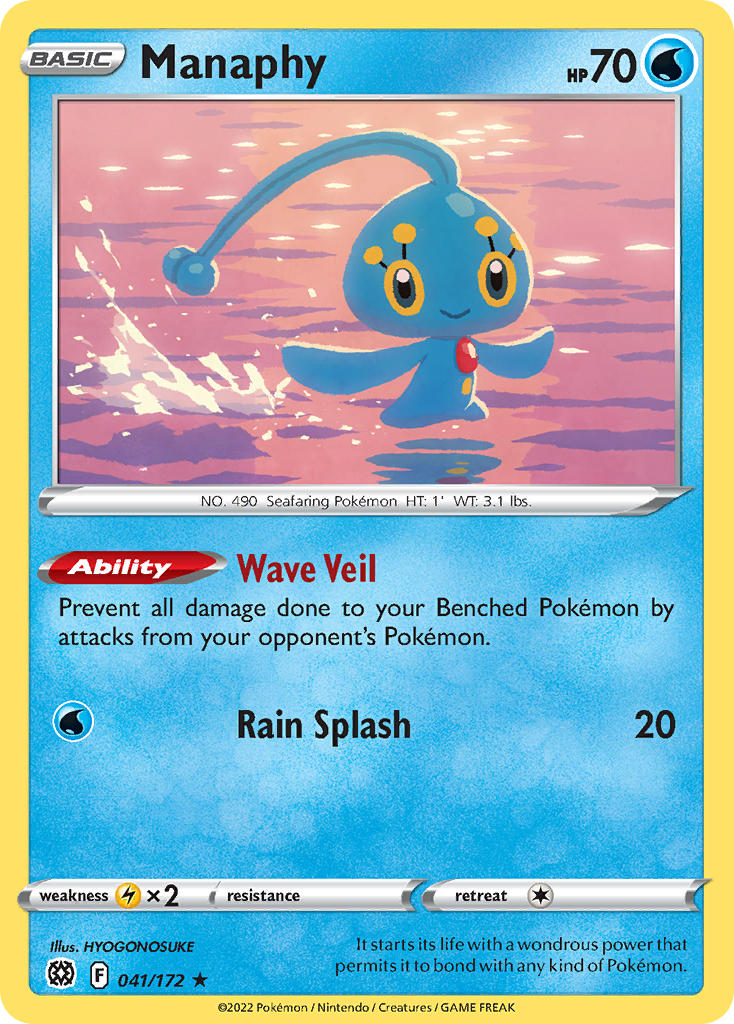 BASIC Manaphy HP 70
NO. 490 Seafaring Pokémon HT: 1' WT: 3.1 lbs.
Ability Wave Veil
Prevent all damage done to your Benched Pokémon by
attacks from your opponent's Pokémon.
Rain Splash 20
weakness ×2 resistance retreat
Illus. HYOGONOSUKE
It starts its life with a wondrous power that
permits it to bond with any kind of Pokémon.
F 041/172 ★
©2022 Pokémon / Nintendo / Creatures / GAME FREAK